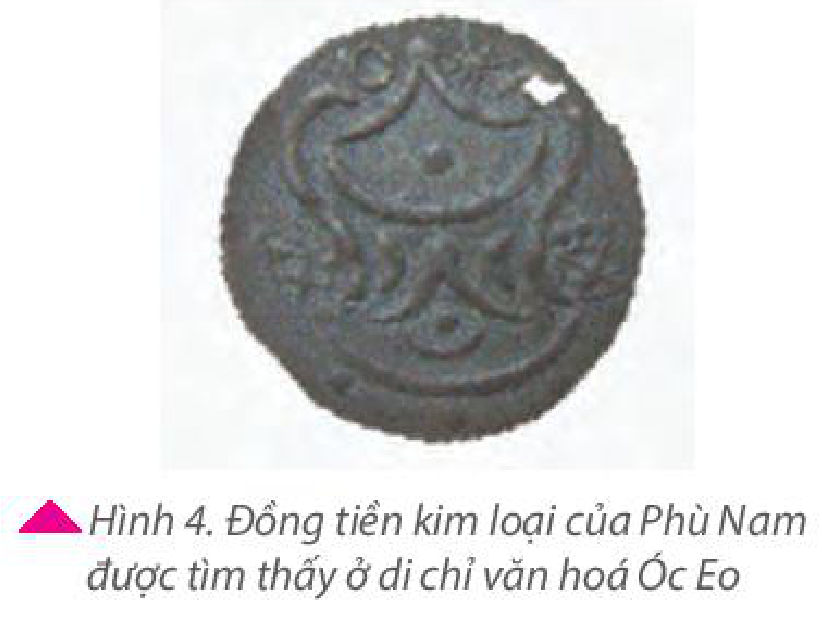 Hình 4. Đồng tiền kim loại của Phù Nam
được tìm thấy ở di chỉ văn hoá Óc Eo